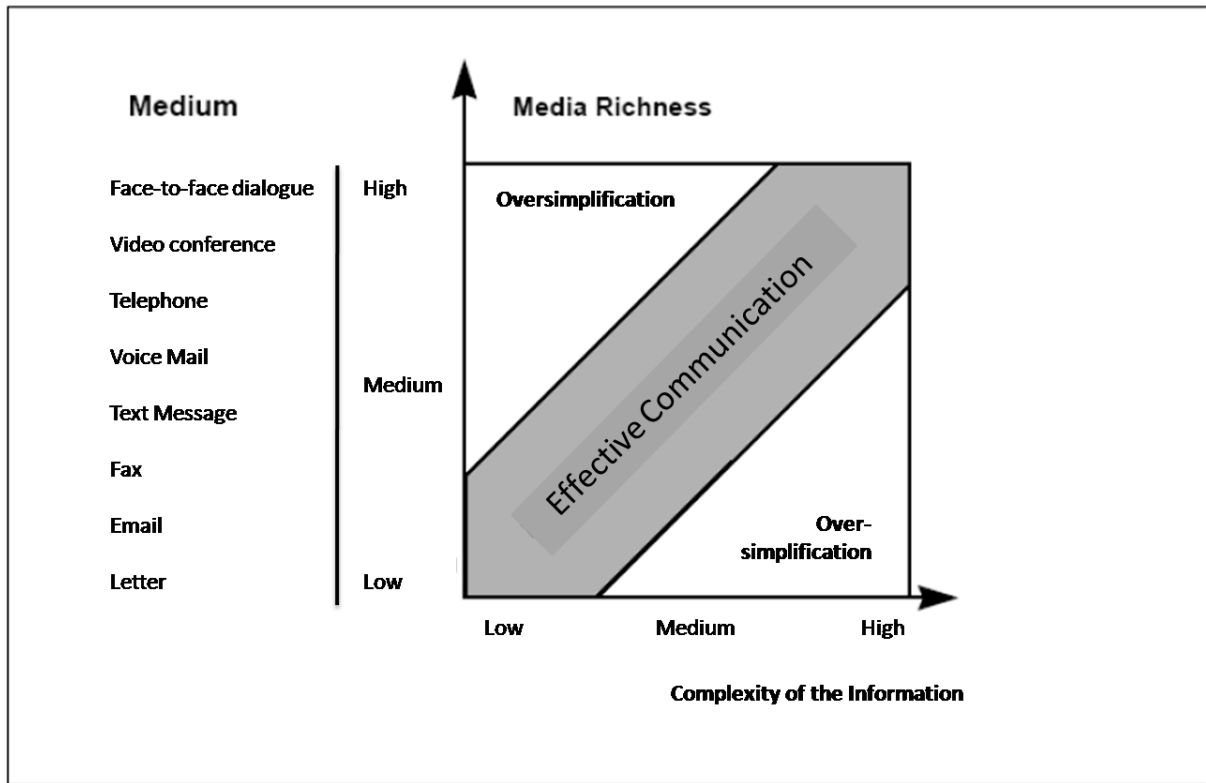 Medium
Media Richness
Face-to-face dialogue
High
Oversimplification
Video conference
Telephone
Voice Mail
Medium
Text Message
Fax
Email
Letter
Low
Effective Communication
Over-
simplification
Low
Medium
High
Complexity of the Information